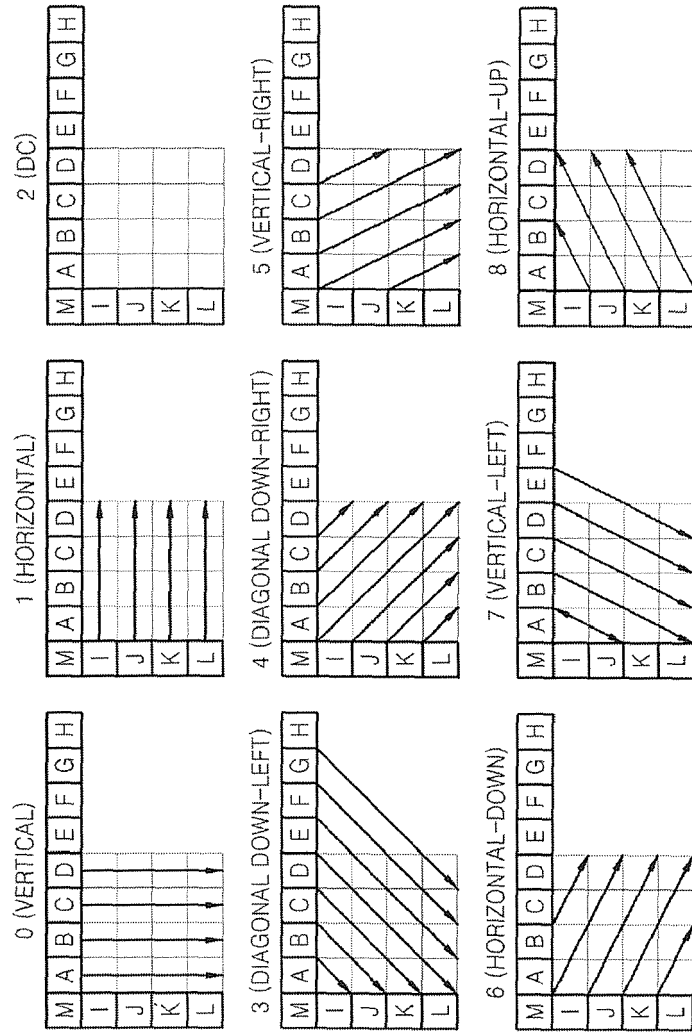 0 (VERTICAL)
M A B C D E F G H
I
J
K
L
1 (HORIZONTAL)
M A B C D E F G H
I
J
K
L
2 (DC)
M A B C D E F G H
I
J
K
L
3 (DIAGONAL DOWN-LEFT)
M A B C D E F G H
I
J
K
L
4 (DIAGONAL DOWN-RIGHT)
M A B C D E F G H
I
J
K
L
5 (VERTICAL-RIGHT)
M A B C D E F G H
I
J
K
L
6 (HORIZONTAL-DOWN)
M A B C D E F G H
I
J
K
L
7 (VERTICAL-LEFT)
M A B C D E F G H
I
J
K
L
8 (HORIZONTAL-UP)
M A B C D E F G H
I
J
K
L